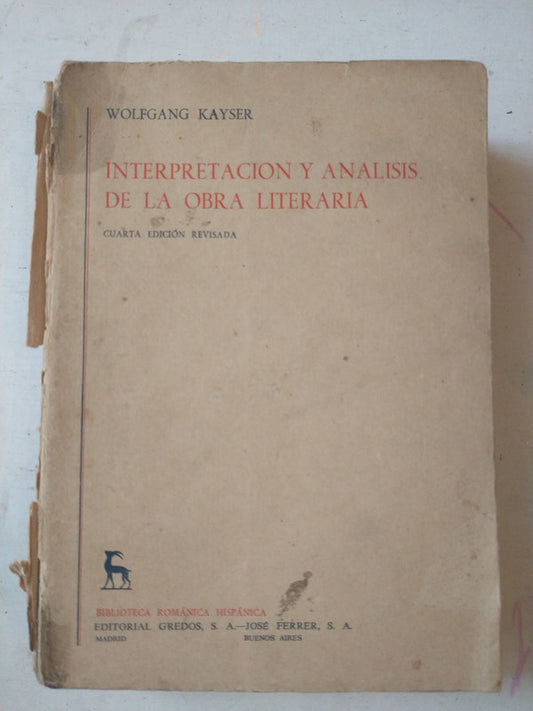 WOLFGANG KAYSER
INTERPRETACION Y ANALISIS
DE LA OBRA LITERARIA
CUARTA EDICIÓN REVISADA
BIBLIOTECA ROMÁNICA HISPÁNICA
EDITORIAL GREDOS, S. A.—JOSÉ FERRER, S. A.
MADRID BUENOS AIRES